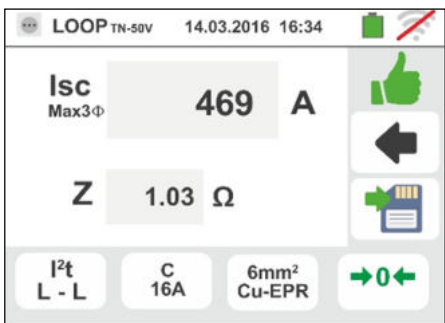 LOOP TN-50V 14.03.2016 16:34
Isc
Max3Φ
469 A
Z 1.03 Ω
I²t
L - L
C
16A
6mm²
Cu-EPR
→0←